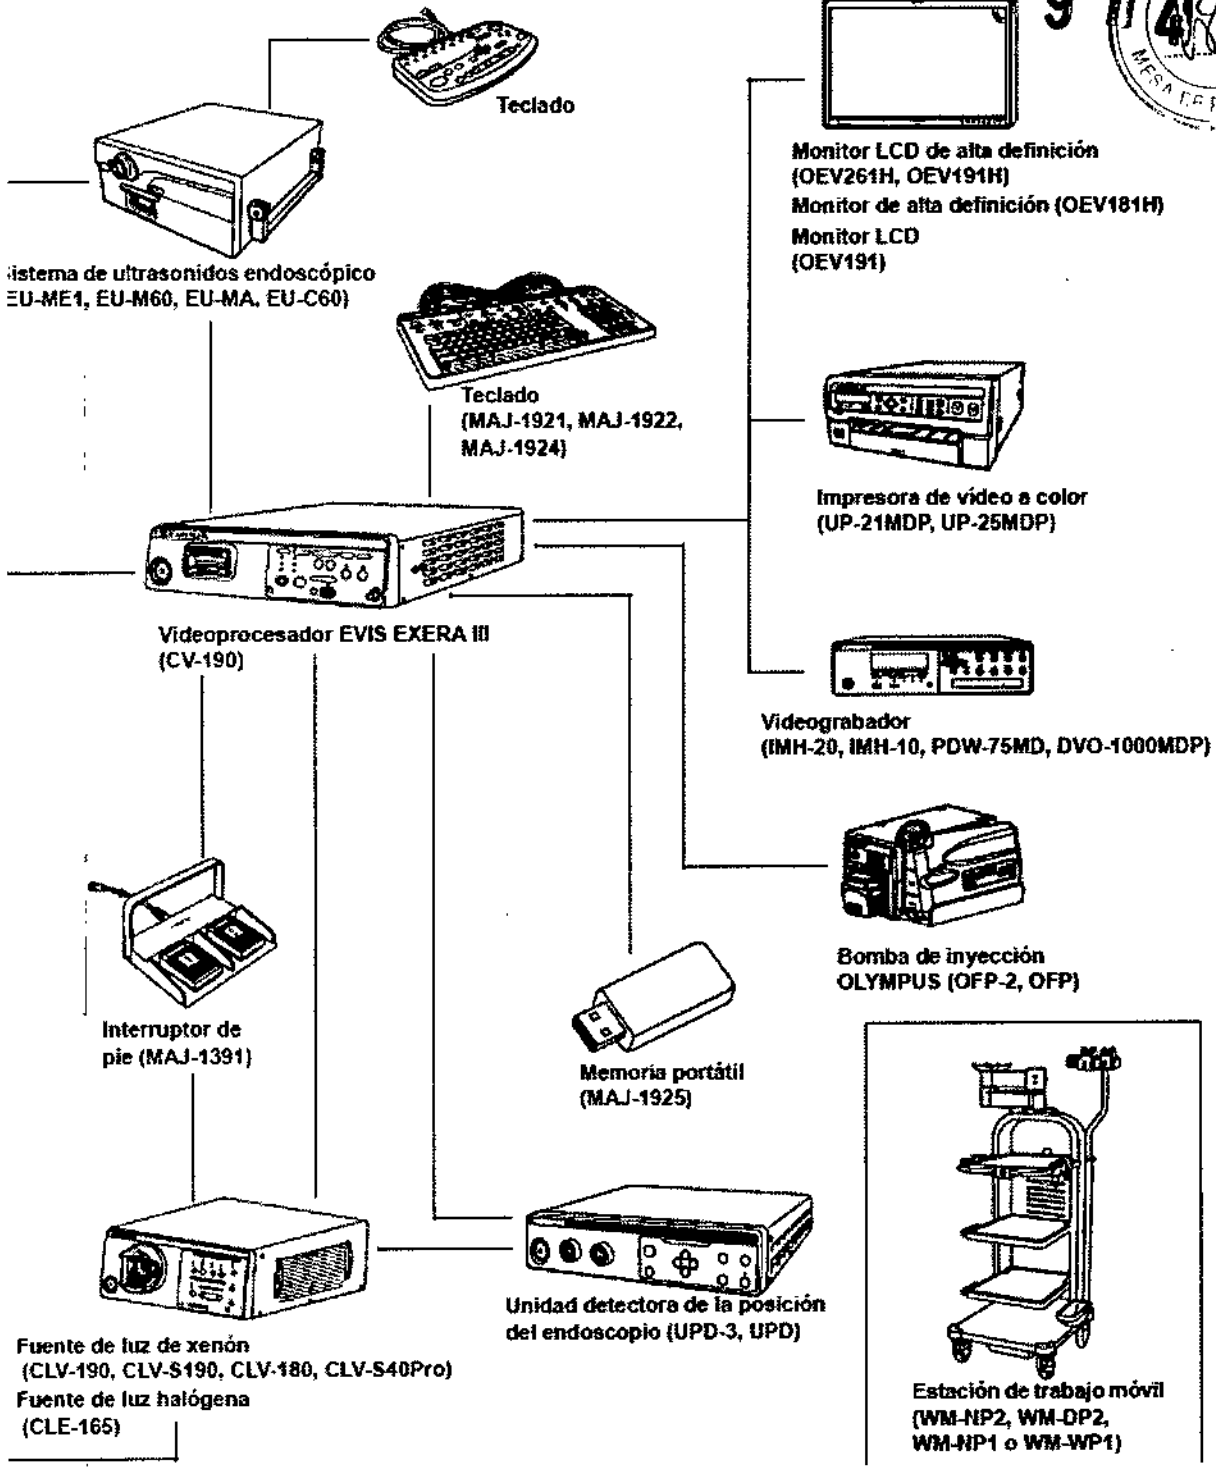 9
4
MESA DE
Teclado
Monitor LCD de alta definición
(OEV261H, OEV191H)
Monitor de alta definición (OEV181H)
Monitor LCD
(OEV191)
istema de ultrasonidos endoscópico
EU-ME1, EU-M60, EU-MA, EU-C60)
Teclado
(MAJ-1921, MAJ-1922,
MAJ-1924)
Impresora de vídeo a color
(UP-21MDP, UP-25MDP)
Videoprocesador EVIS EXERA III
(CV-190)
Videograbador
(IMH-20, IMH-10, PDW-75MD, DVO-1000MDP)
Bomba de inyección
OLYMPUS (OFP-2, OFP)
Interruptor de
pie (MAJ-1391)
Memoria portátil
(MAJ-1925)
Unidad detectora de la posición
del endoscopio (UPD-3, UPD)
Fuente de luz de xenón
(CLV-190, CLV-S190, CLV-180, CLV-S40Pro)
Fuente de luz halógena
(CLE-165)
Estación de trabajo móvil
(WM-NP2, WM-DP2,
WM-NP1 o WM-WP1)